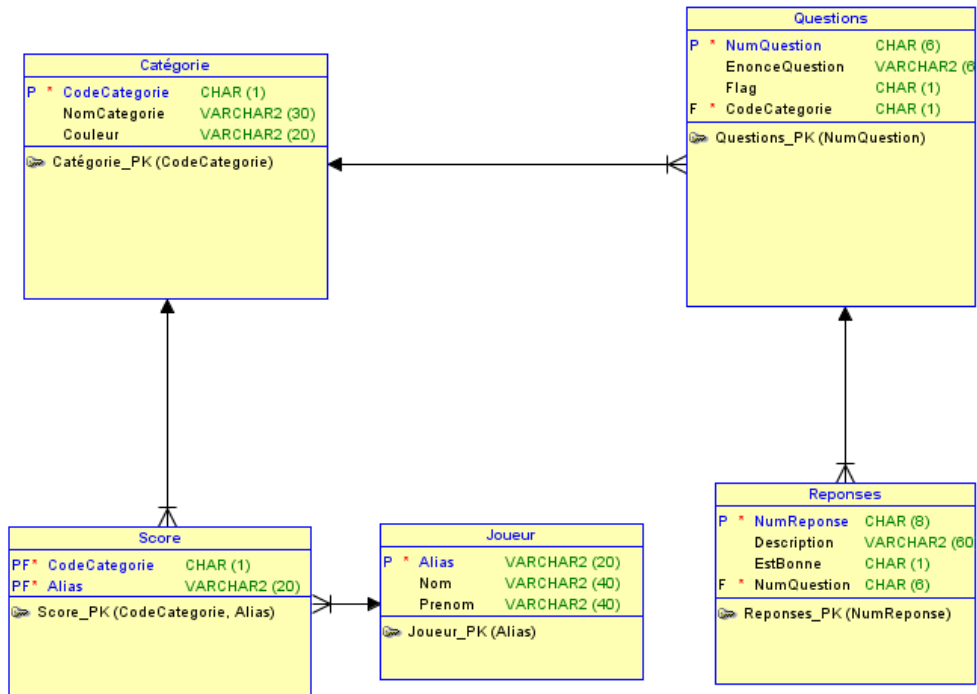 Catégorie
P * CodeCategorie CHAR (1)
NomCategorie VARCHAR2 (30)
Couleur VARCHAR2 (20)
Catégorie_PK (CodeCategorie)
Questions
P * NumQuestion CHAR (6)
EnonceQuestion VARCHAR2 (6
Flag CHAR (1)
F * CodeCategorie CHAR (1)
Questions_PK (NumQuestion)
Score
PF* CodeCategorie CHAR (1)
PF* Alias VARCHAR2 (20)
Score_PK (CodeCategorie, Alias)
Joueur
P * Alias VARCHAR2 (20)
Nom VARCHAR2 (40)
Prenom VARCHAR2 (40)
Joueur_PK (Alias)
Reponses
P * NumReponse CHAR (8)
Description VARCHAR2 (60
EstBonne CHAR (1)
F * NumQuestion CHAR (6)
Reponses_PK (NumReponse)